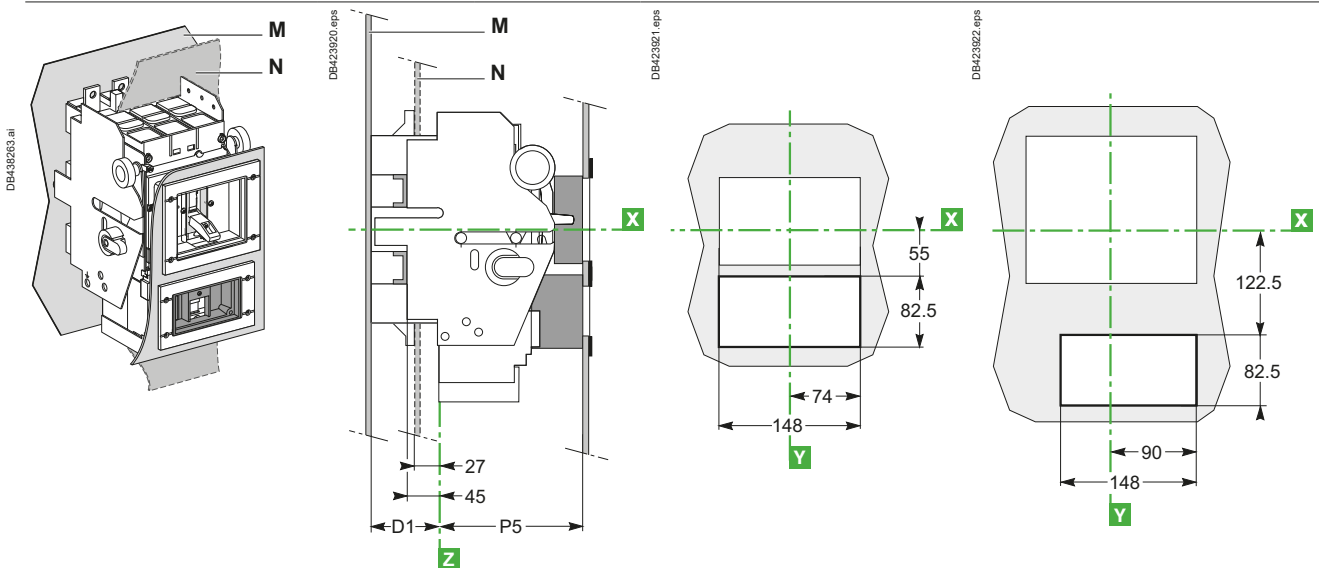 DB438263.ai
M
N
DB423920.eps
M
N
X
27
45
D1
P5
Z
DB423921.eps
X
55
82.5
74
148
Y
DB423922.eps
X
122.5
82.5
90
148
Y